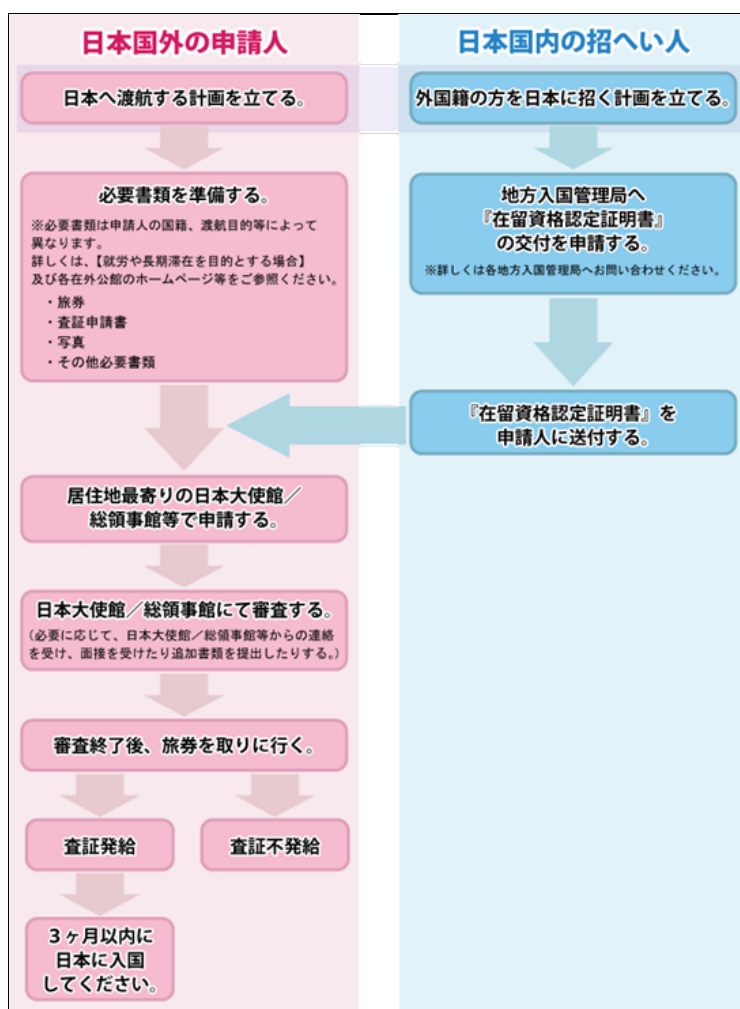 日本国外の申請人
日本へ渡航する計画を立てる。
必要書類を準備する。
※必要書類は申請人の国籍、渡航目的等によって
異なります。
詳しくは、【就労や長期滞在を目的とする場合】
及び各在外公館のホームページ等をご参照ください。
・旅券
・査証申請書
・写真
・その他必要書類
居住地最寄りの日本大使館／
総領事館等で申請する。
日本大使館／総領事館にて審査する。
（必要に応じて、日本大使館／総領事館等からの連絡
を受け、面接を受けたり追加書類を提出したりする。）
審査終了後、旅券を取りに行く。
査証発給
査証不発給
３ヶ月以内に
日本に入国
してください。
日本国内の招へい人
外国籍の方を日本に招く計画を立てる。
地方入国管理局へ
『在留資格認定証明書』
の交付を申請する。
※詳しくは各地方入国管理局へお問い合わせください。
『在留資格認定証明書』を
申請人に送付する。